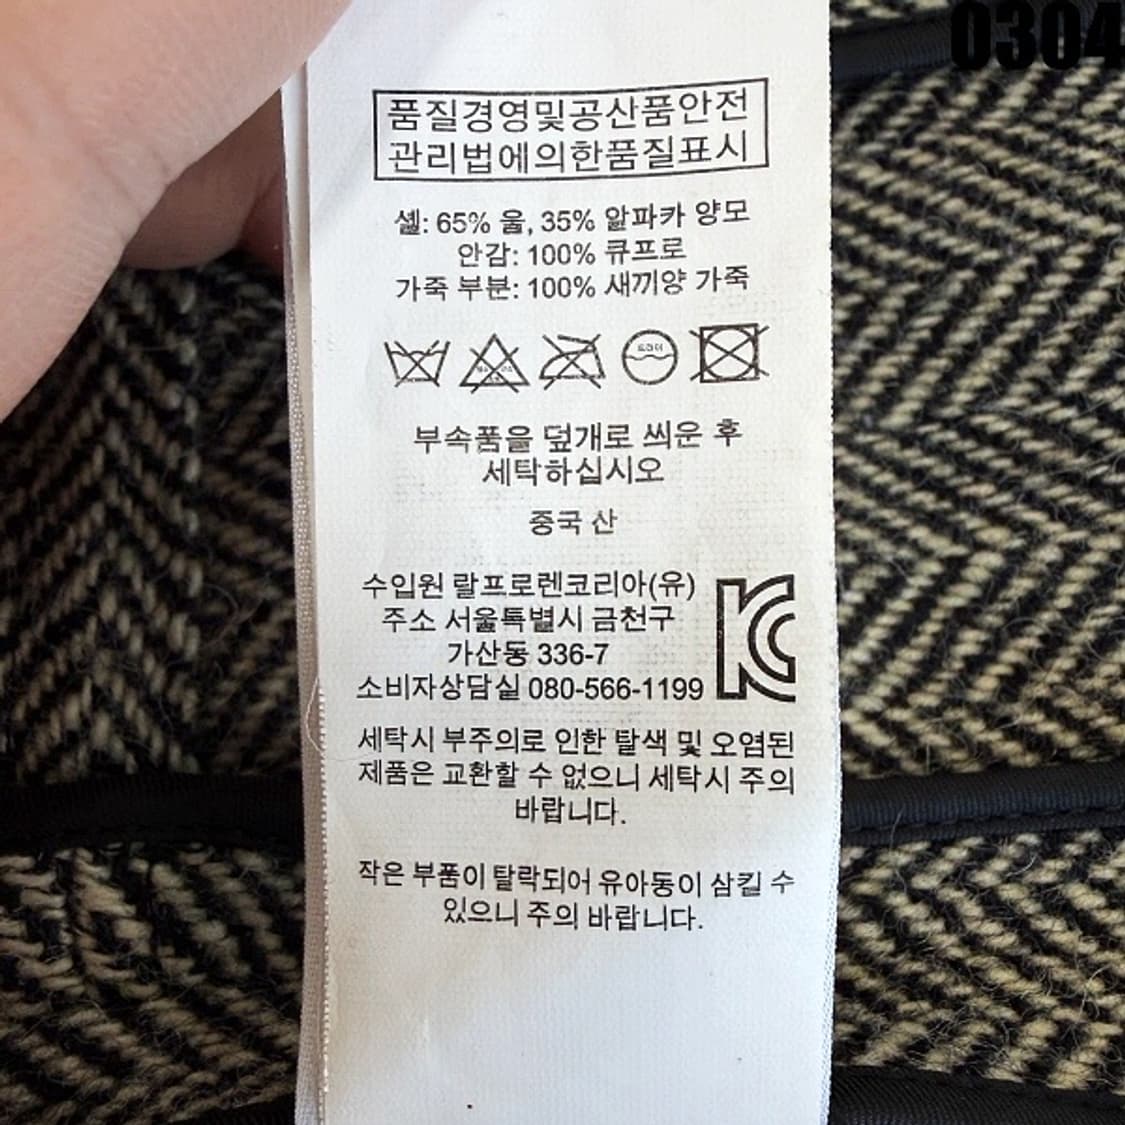 0304
품질경영및공산품안전
관리법에의한품질표시
셸: 65% 울, 35% 알파카 양모
안감: 100% 큐프로
가죽 부분: 100% 새끼양 가죽
드라이
부속품을 덮개로 씌운 후
세탁하십시오
중국 산
수입원 랄프로렌코리아(유)
주소 서울특별시 금천구
가산동 336-7
소비자상담실 080-566-1199
세탁시 부주의로 인한 탈색 및 오염된
제품은 교환할 수 없으니 세탁시 주의
바랍니다.
작은 부품이 탈락되어 유아동이 삼킬 수
있으니 주의 바랍니다.